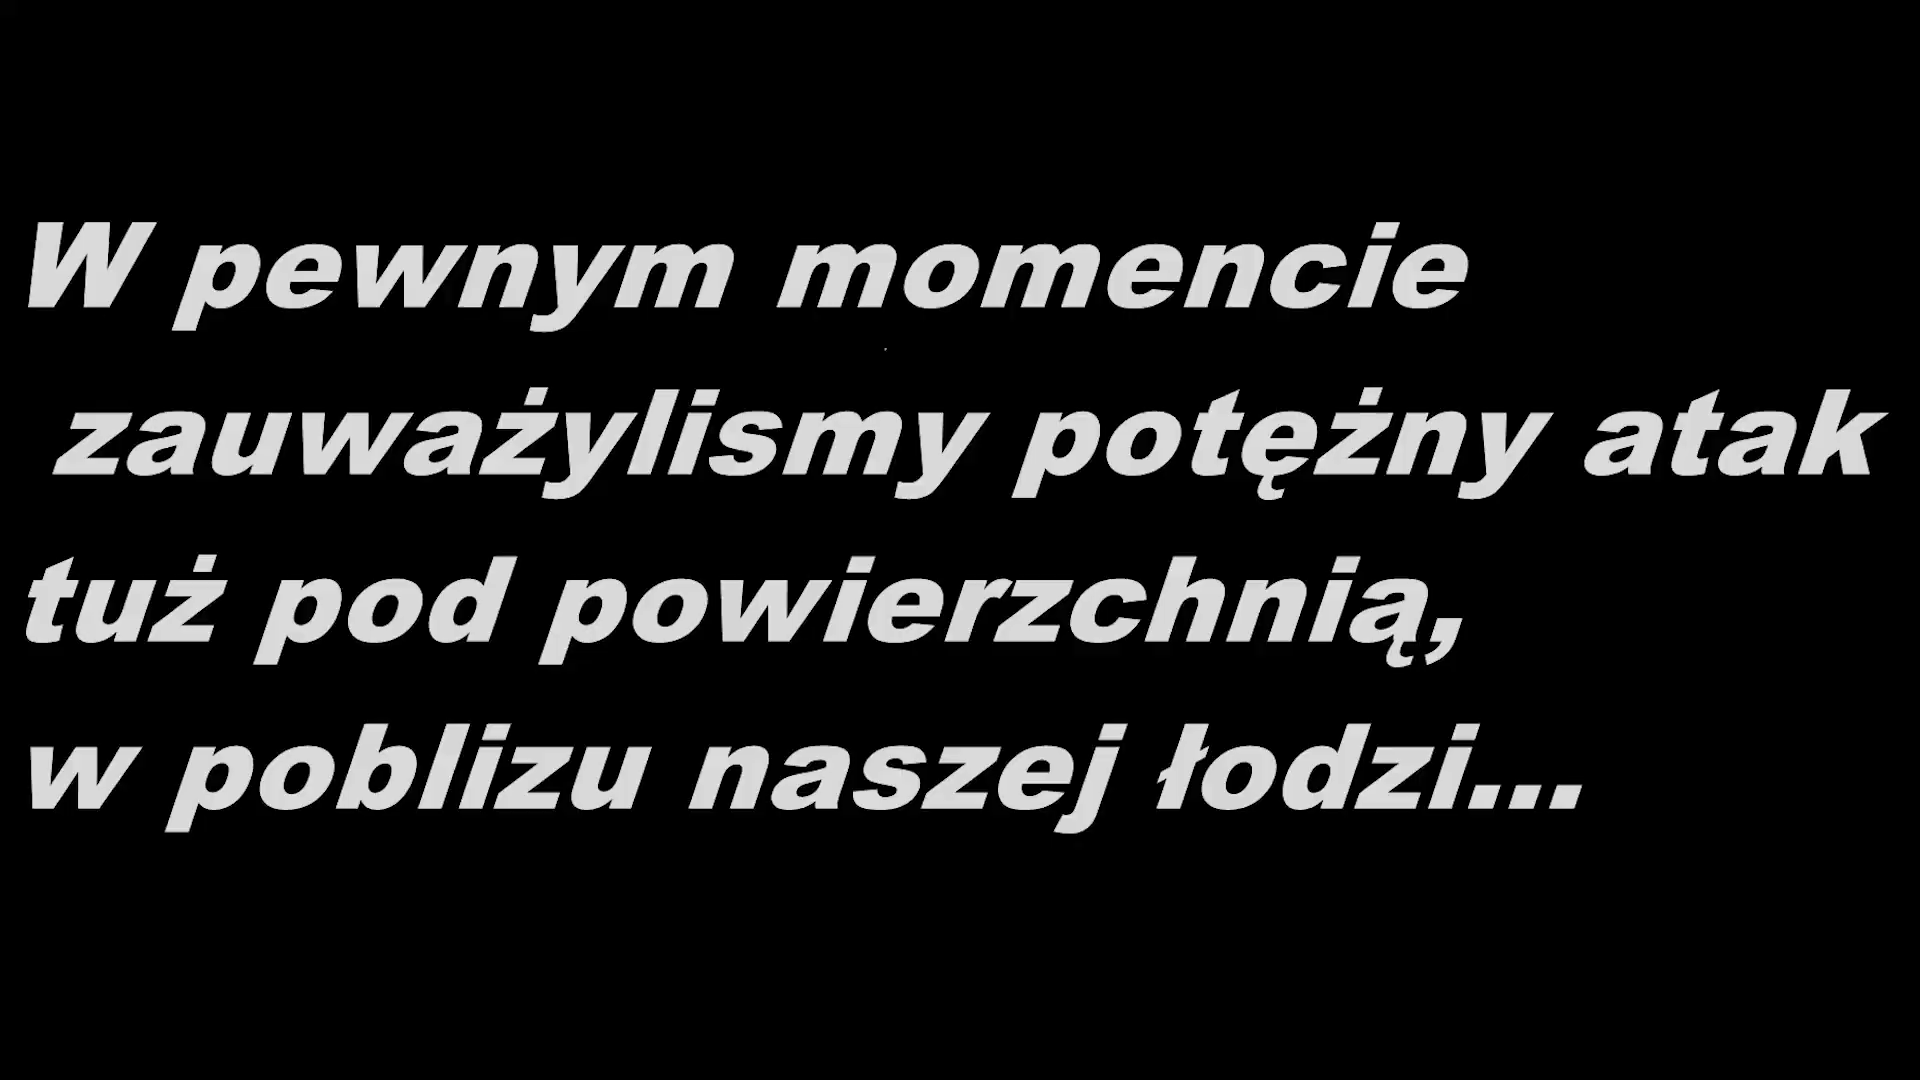 W pewnym momencie
zauważylismy potężny atak
tuż pod powierzchnią,
w poblizu naszej łodzi...